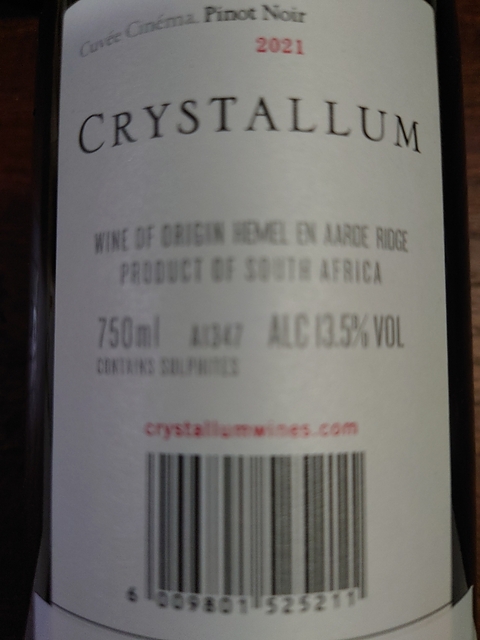 Cuvée Cinéma Pinot Noir
2021
CRYSTALLUM
WINE OF ORIGIN HEMEL EN AARDE RIDGE
PRODUCT OF SOUTH AFRICA
750ml A1347 ALC 13.5% VOL
CONTAINS SULPHITES
crystallumwines.com
6 009801 525211